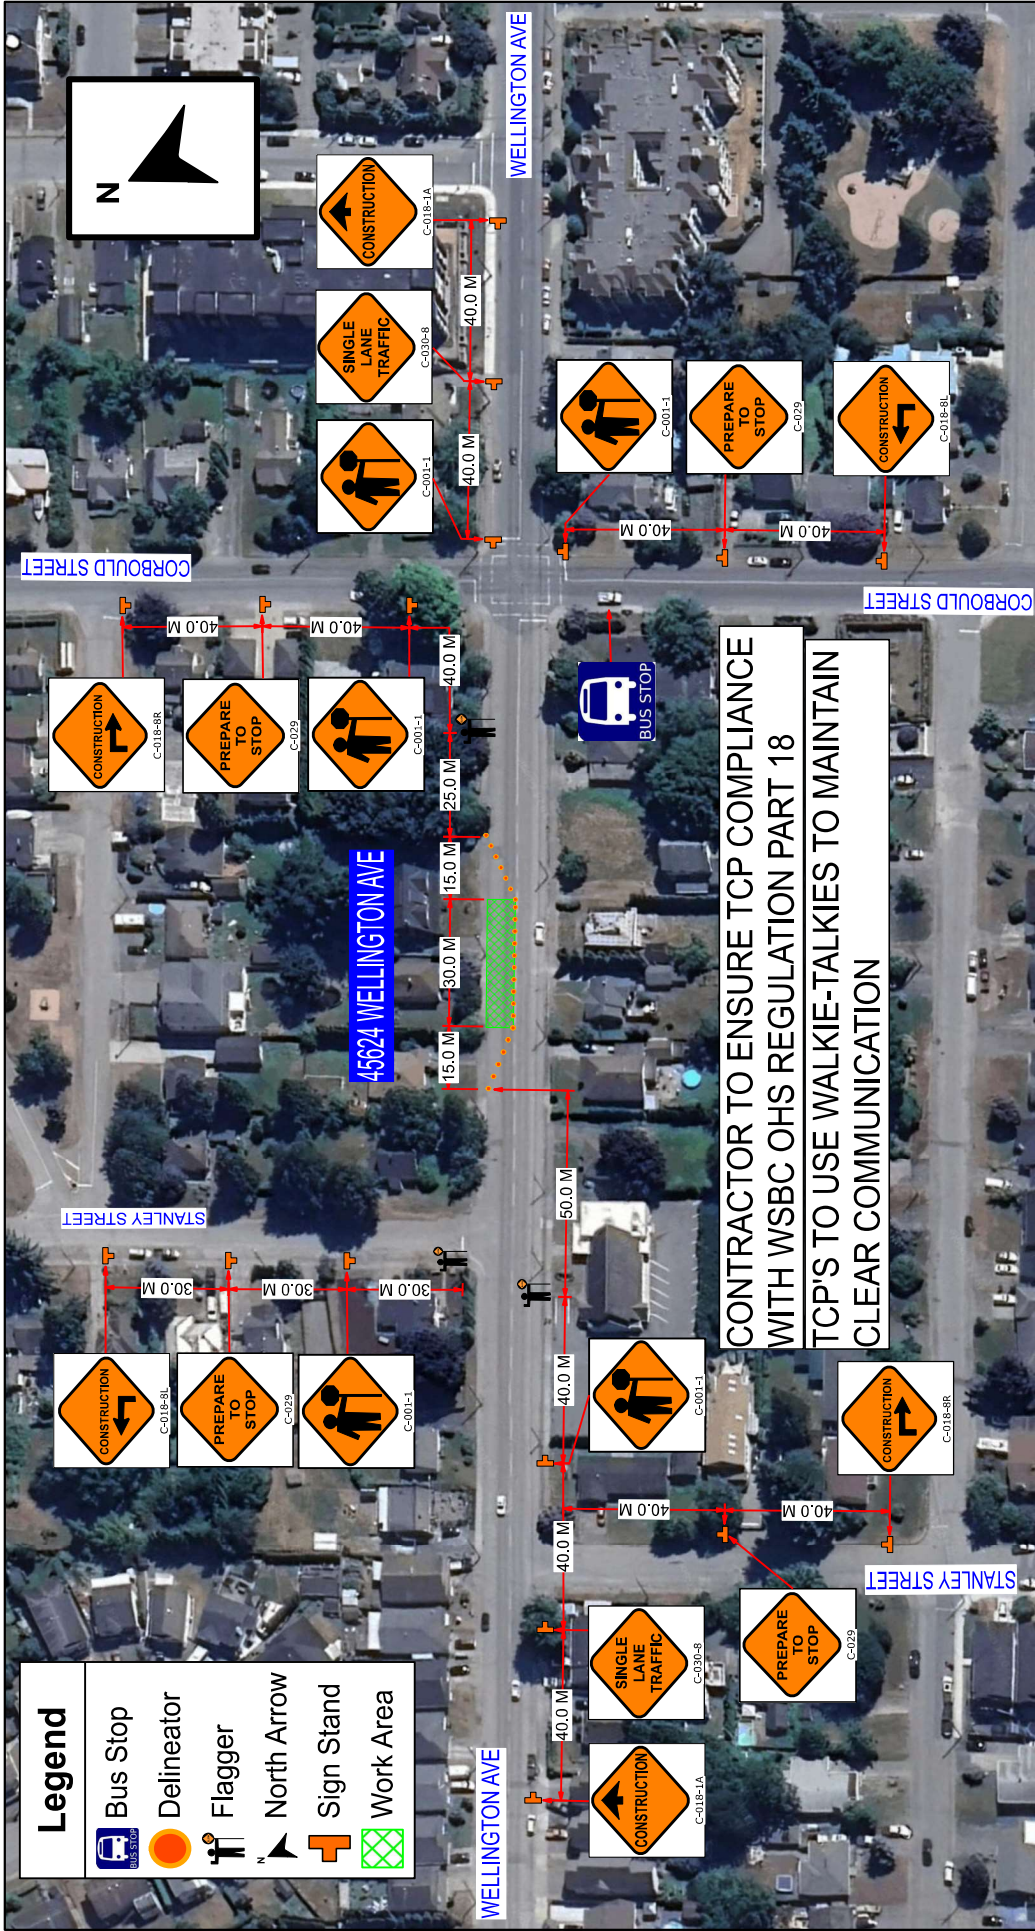 Legend
BUS STOP
Bus Stop
Delineator
Flagger
N
North Arrow
Sign Stand
Work Area
CONSTRUCTION
C-018-8L
PREPARE
TO
STOP
C-029
C-001-1
30.0 M
30.0 M
30.0 M
STANLEY STREET
45624 WELLINGTON AVE
15.0 M
30.0 M
15.0 M
25.0 M
40.0 M
CONSTRUCTION
C-018-8R
PREPARE
TO
STOP
C-029
C-001-1
40.0 M
40.0 M
CORBOULD STREET
C-001-1
SINGLE
LANE
TRAFFIC
C-030-8
CONSTRUCTION
C-018-1A
40.0 M
40.0 M
N
WELLINGTON AVE
WELLINGTON AVE
CONSTRUCTION
C-018-1A
SINGLE
LANE
TRAFFIC
C-030-8
40.0 M
40.0 M
40.0 M
50.0 M
C-001-1
PREPARE
TO
STOP
C-029
STANLEY STREET
40.0 M
40.0 M
CONSTRUCTION
C-018-8R
BUS STOP
CONTRACTOR TO ENSURE TCP COMPLIANCE
WITH WSBC OHS REGULATION PART 18
TCP'S TO USE WALKIE-TALKIES TO MAINTAIN
CLEAR COMMUNICATION
CORBOULD STREET
40.0 M
40.0 M
C-001-1
PREPARE
TO
STOP
C-029
CONSTRUCTION
C-018-8L